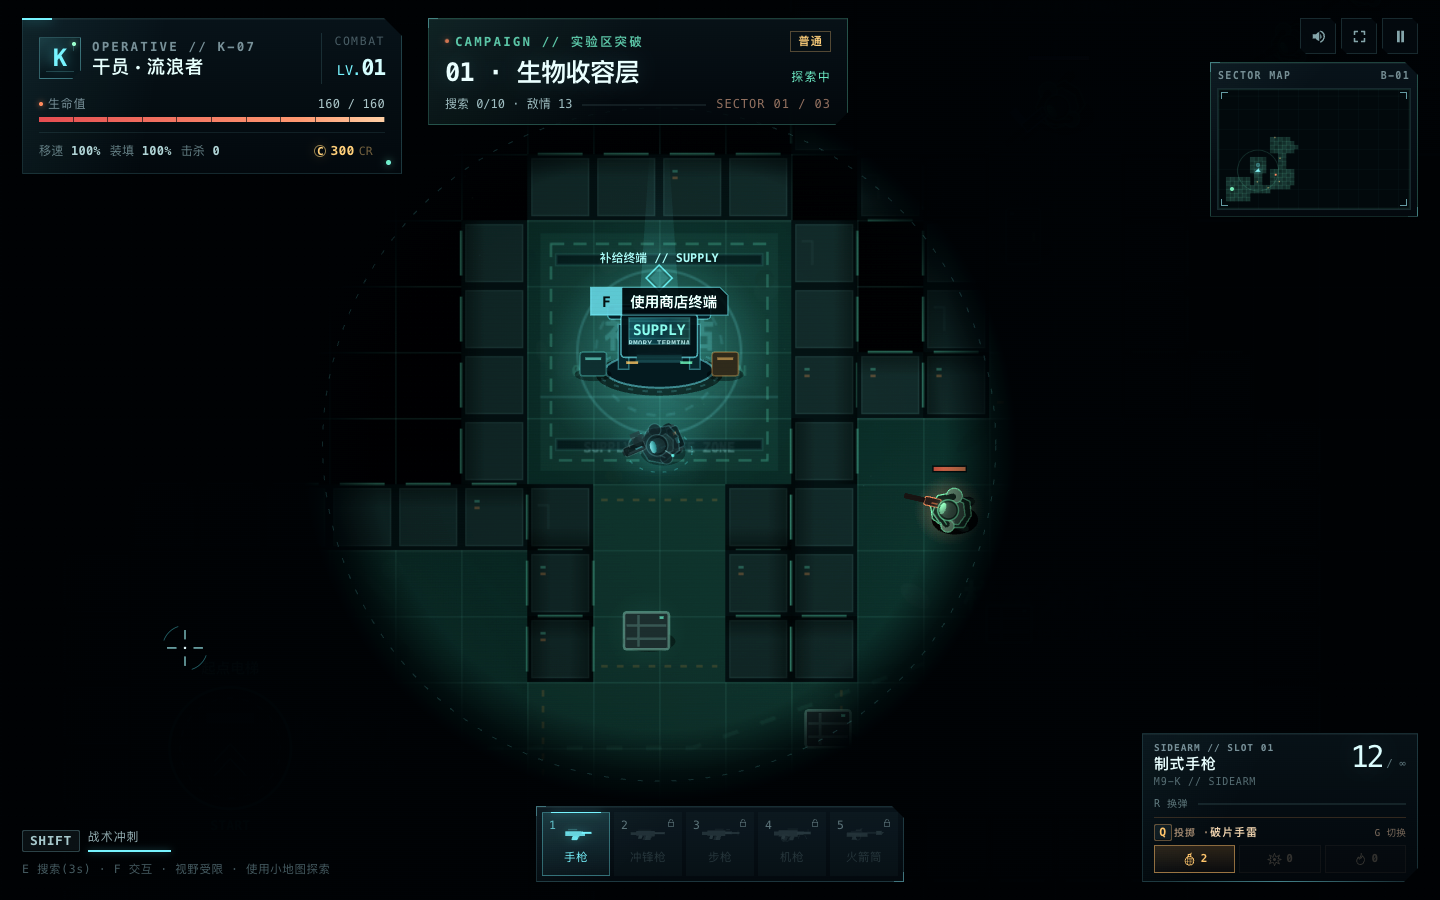 K
OPERATIVE // K-07
干员·流浪者
COMBAT
LV.01
生命值
160 / 160
移速 100% 装填 100% 击杀 0
C 300 CR
CAMPAIGN // 实验区突破
普通
01 · 生物收容层
探索中
搜索 0/10 · 敌情 13
SECTOR 01 / 03
SECTOR MAP
B-01
补给终端 // SUPPLY
F 使用商店终端
SUPPLY
ZONE
SHIFT 战术冲刺
E 搜索(3s) · F 交互 · 视野受限 · 使用小地图探索
1 手枪
2 冲锋枪
3 步枪
4 机枪
5 火箭筒
SIDEARM // SLOT 01
制式手枪
12 / ∞
M9-K // SIDEARM
R 换弹
Q 投掷 ·破片手雷
G 切换
2
0
0